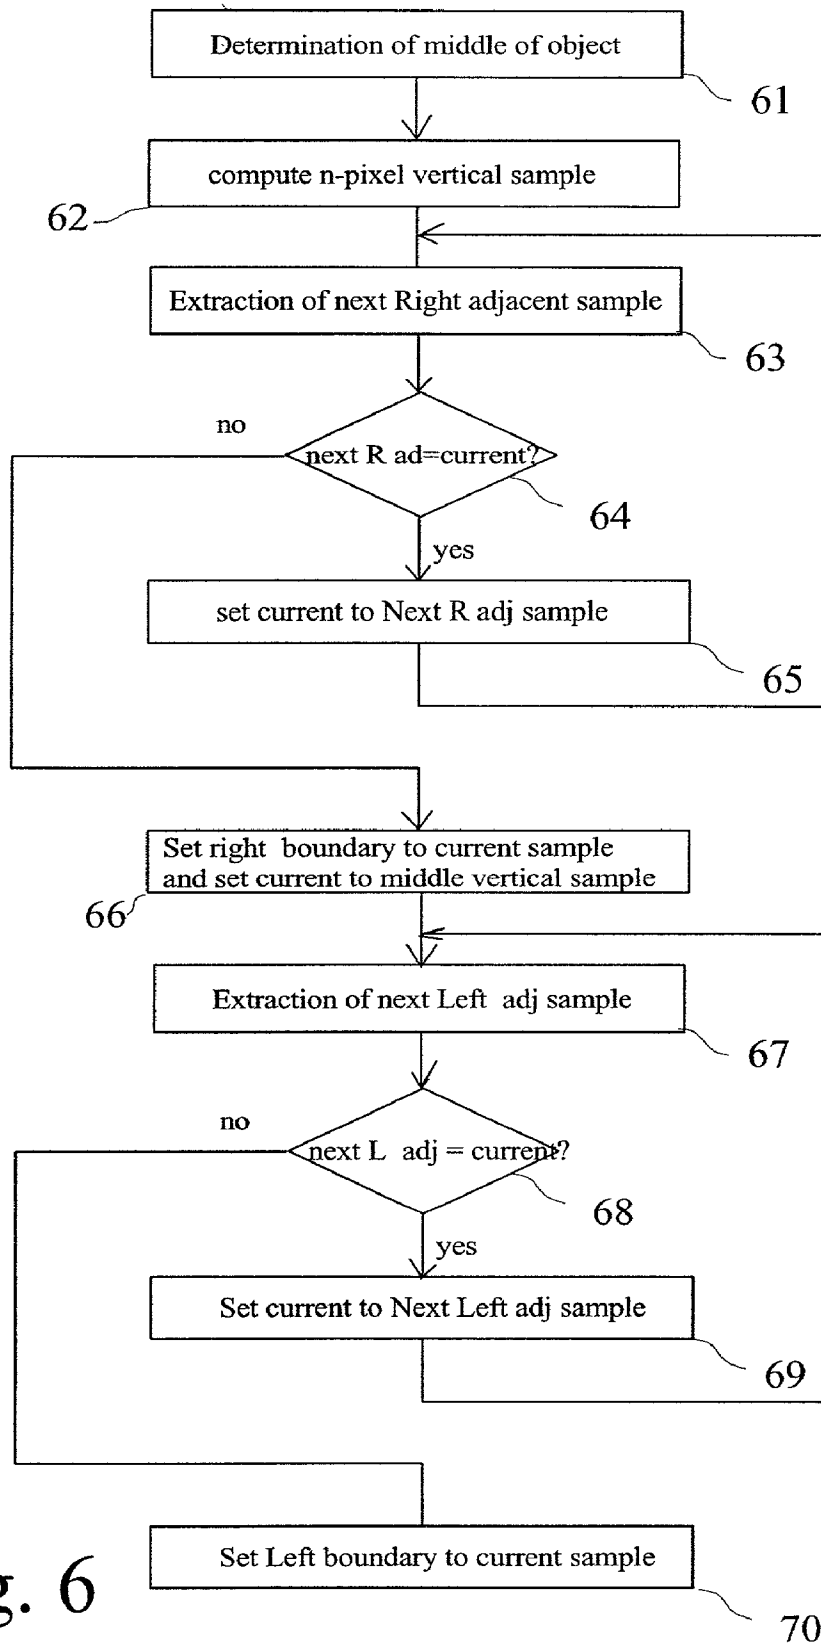 Determination of middle of object
61
compute n-pixel vertical sample
62
Extraction of next Right adjacent sample
63
no
next R ad=current?
64
yes
set current to Next R adj sample
65
Set right boundary to current sample
and set current to middle vertical sample
66
Extraction of next Left adj sample
67
no
next L adj = current?
68
yes
Set current to Next Left adj sample
69
Set Left boundary to current sample
g. 6
70